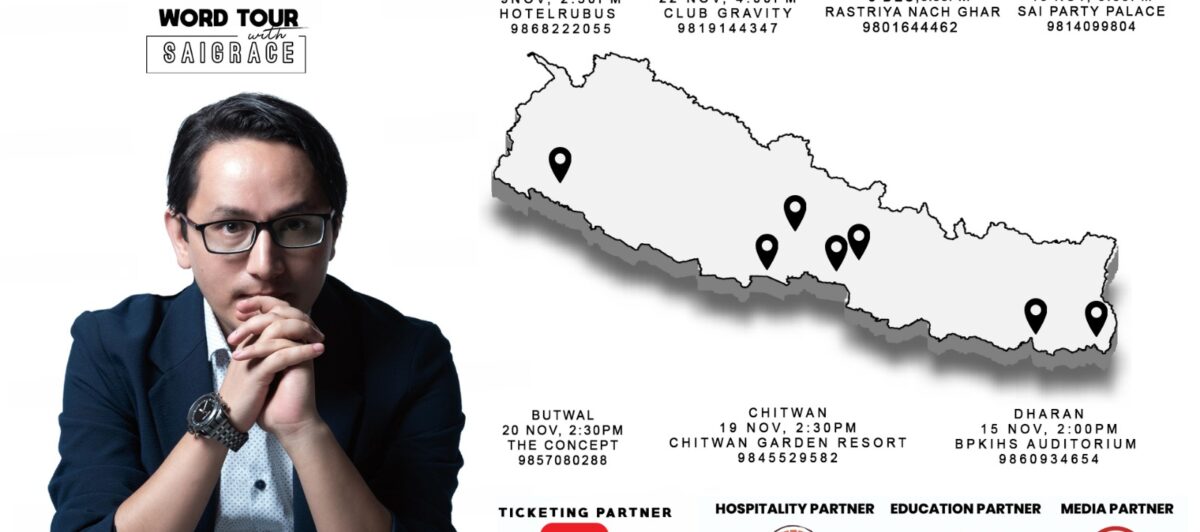 WORD TOUR
with
SAIGRACE
HOTELRUBUS
9868222055
CLUB GRAVITY
9819144347
RASTRIYA NACH GHAR
9801644462
SAI PARTY PALACE
9814099804
BUTWAL
20 NOV, 2:30PM
THE CONCEPT
9857080288
CHITWAN
19 NOV, 2:30PM
CHITWAN GARDEN RESORT
9845529582
DHARAN
15 NOV, 2:00PM
BPKIHS AUDITORIUM
9860934654
TICKETING PARTNER
HOSPITALITY PARTNER
EDUCATION PARTNER
MEDIA PARTNER